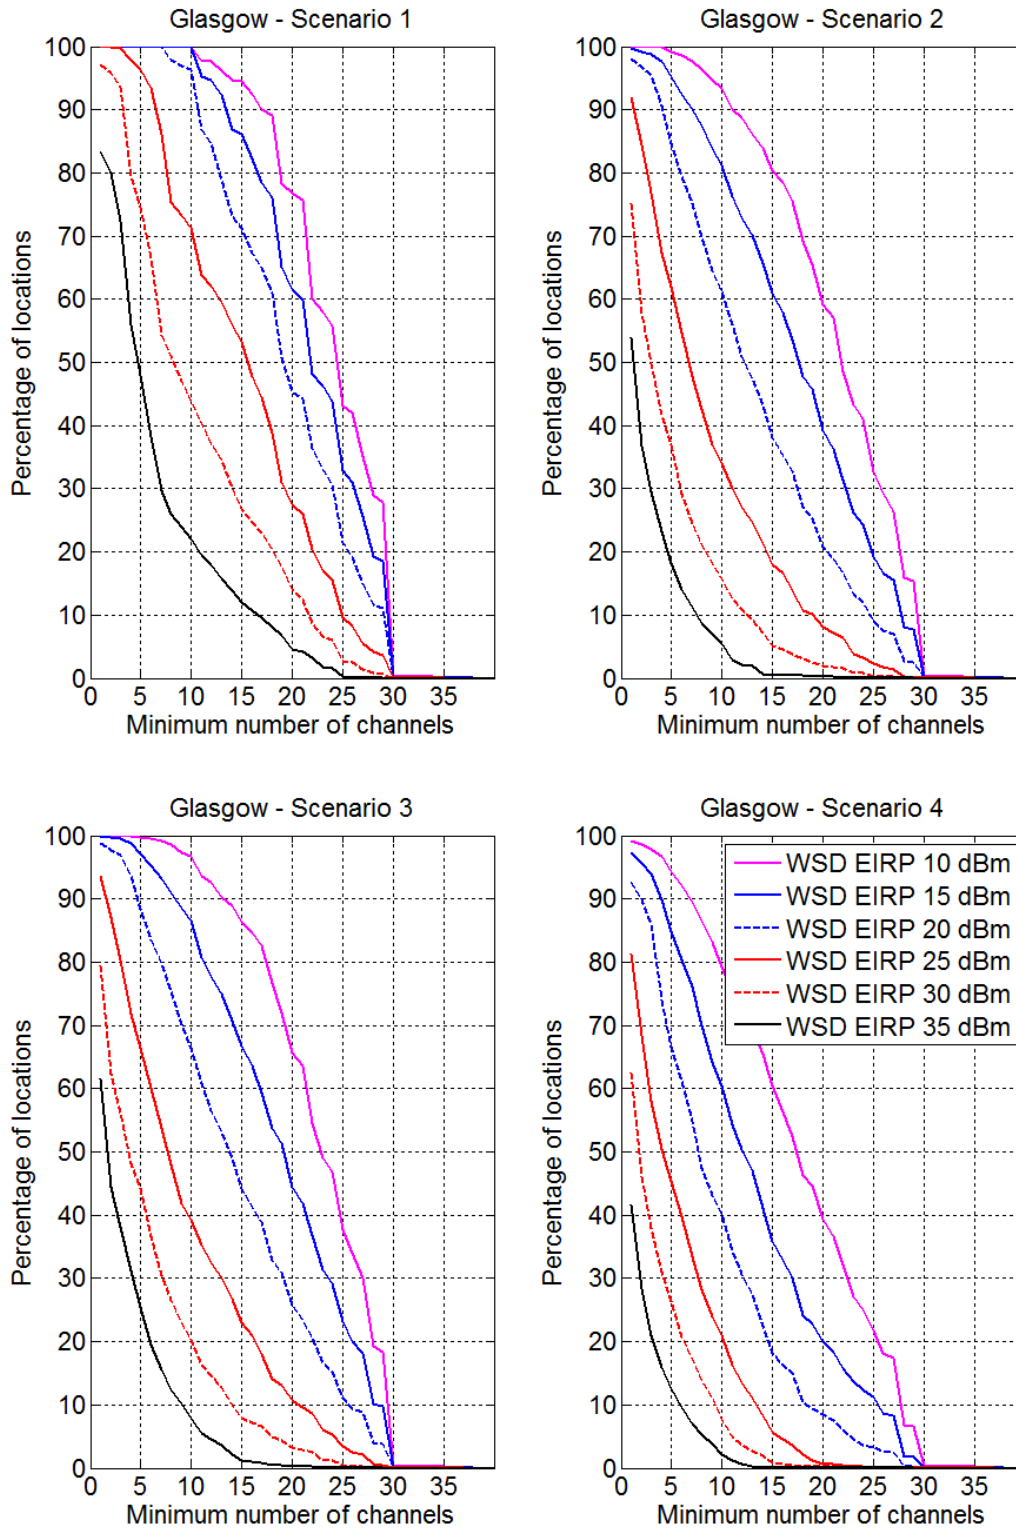 Glasgow - Scenario 1
100
90
80
70
60
50
40
30
20
10
0
Percentage of locations
0 5 10 15 20 25 30 35
Minimum number of channels
Glasgow - Scenario 2
100
90
80
70
60
50
40
30
20
10
0
Percentage of locations
0 5 10 15 20 25 30 35
Minimum number of channels
Glasgow - Scenario 3
100
90
80
70
60
50
40
30
20
10
0
Percentage of locations
0 5 10 15 20 25 30 35
Minimum number of channels
Glasgow - Scenario 4
100
90
80
70
60
50
40
30
20
10
0
Percentage of locations
WSD EIRP 10 dBm
WSD EIRP 15 dBm
WSD EIRP 20 dBm
WSD EIRP 25 dBm
WSD EIRP 30 dBm
WSD EIRP 35 dBm
0 5 10 15 20 25 30 35
Minimum number of channels